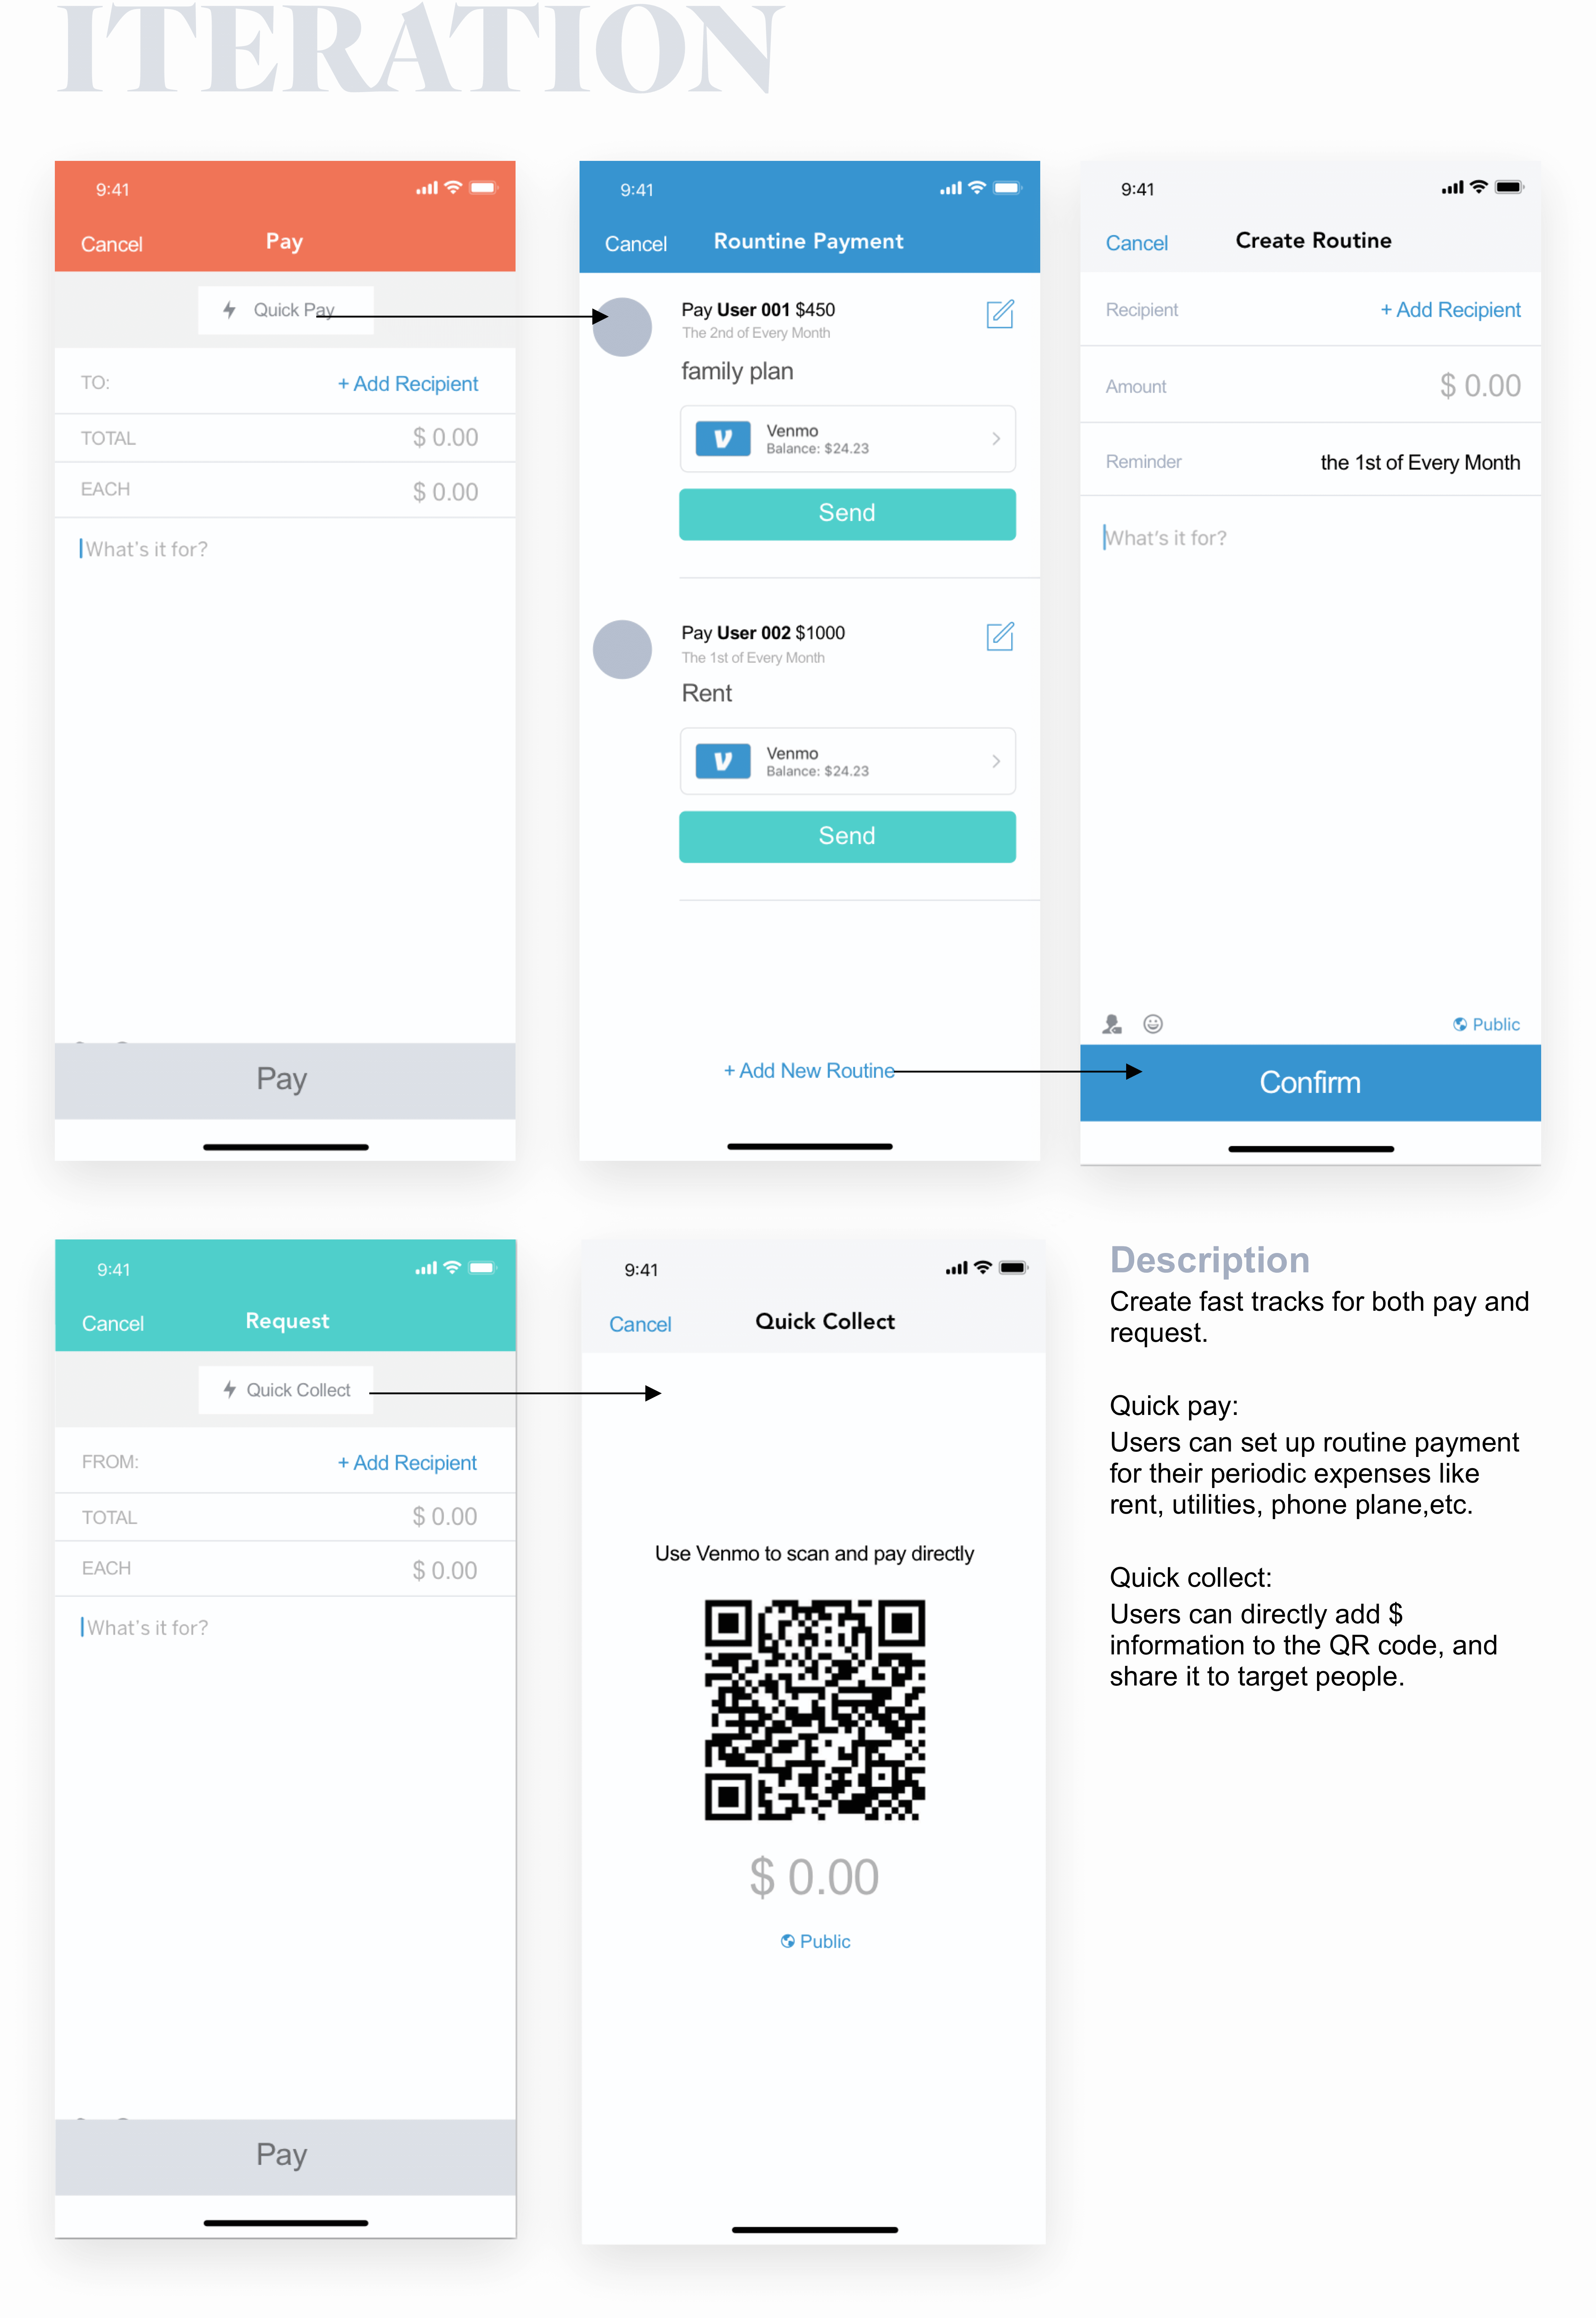 ITERATION
9:41
Cancel
Pay
Quick Pay
TO:
+ Add Recipient
TOTAL
$ 0.00
EACH
$ 0.00
What's it for?
Pay
9:41
Cancel
Rountine Payment
Pay User 001 $450
The 2nd of Every Month
family plan
Venmo
Balance: $24.23
Send
Pay User 002 $1000
The 1st of Every Month
Rent
Venmo
Balance: $24.23
Send
+ Add New Routine
9:41
Cancel
Create Routine
Recipient
+ Add Recipient
Amount
$ 0.00
Reminder
the 1st of Every Month
What's it for?
Public
Confirm
9:41
Cancel
Request
Quick Collect
FROM:
+ Add Recipient
TOTAL
$ 0.00
EACH
$ 0.00
What's it for?
Pay
9:41
Cancel
Quick Collect
Use Venmo to scan and pay directly
$ 0.00
Public
Description
Create fast tracks for both pay and
request.
Quick pay:
Users can set up routine payment
for their periodic expenses like
rent, utilities, phone plane,etc.
Quick collect:
Users can directly add $
information to the QR code, and
share it to target people.